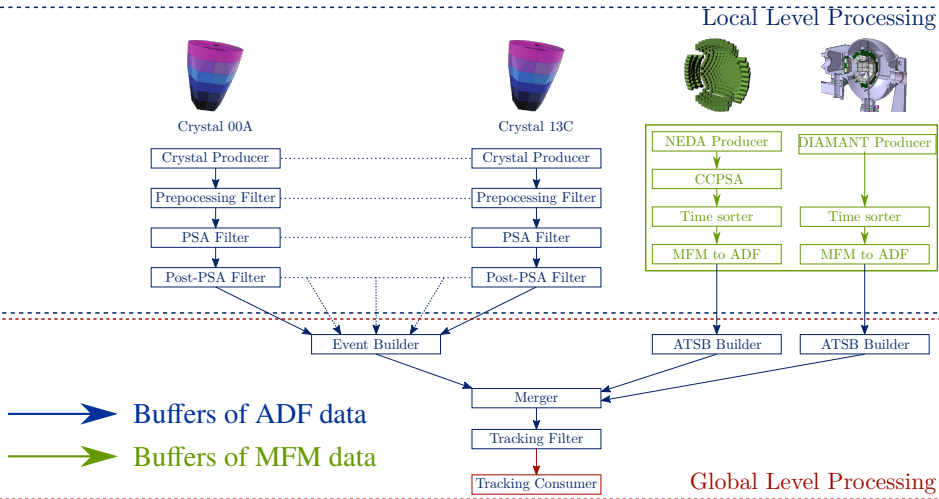 Local Level Processing
Crystal 00A
Crystal 13C
Crystal Producer
Crystal Producer
NEDA Producer
DIAMANT Producer
CCPSA
Prepocessing Filter
Prepocessing Filter
Time sorter
Time sorter
PSA Filter
PSA Filter
MFM to ADF
MFM to ADF
Post-PSA Filter
Post-PSA Filter
Event Builder
ATSB Builder
ATSB Builder
Merger
Buffers of ADF data
Tracking Filter
Buffers of MFM data
Tracking Consumer
Global Level Processing